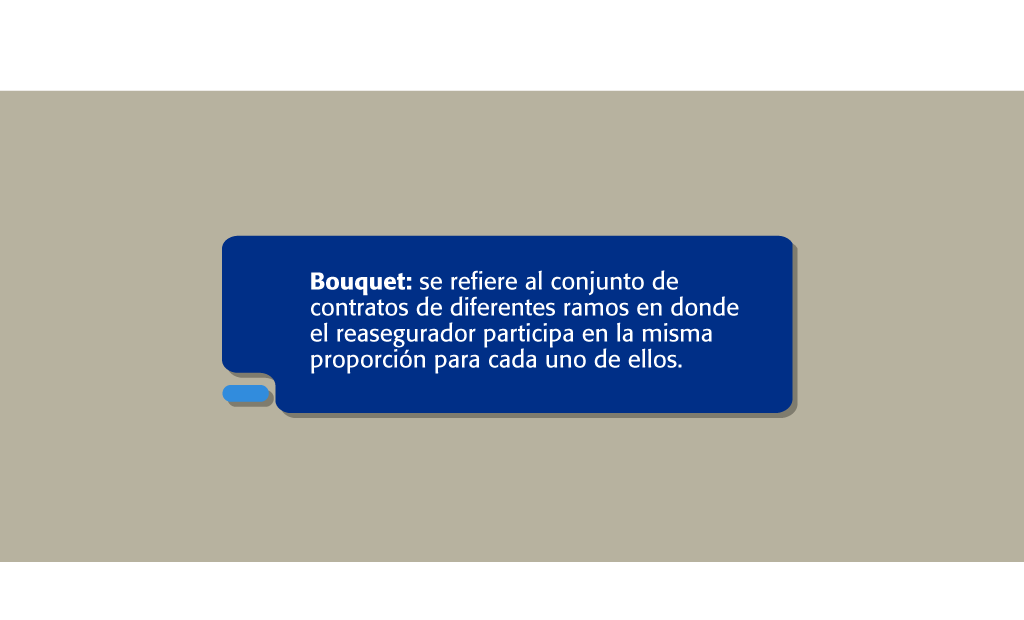 Bouquet: se refiere al conjunto de
contratos de diferentes ramos en donde
el reasegurador participa en la misma
proporción para cada uno de ellos.